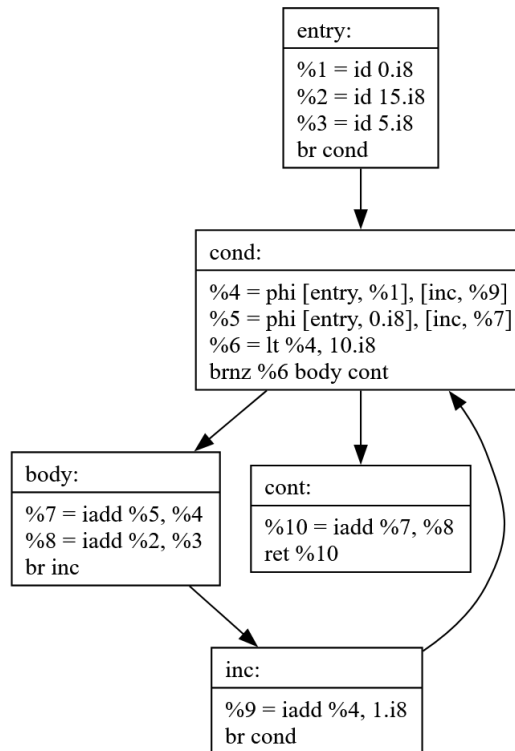 entry:
%1 = id 0.i8
%2 = id 15.i8
%3 = id 5.i8
br cond
cond:
%4 = phi [entry, %1], [inc, %9]
%5 = phi [entry, 0.i8], [inc, %7]
%6 = lt %4, 10.i8
brnz %6 body cont
body:
%7 = iadd %5, %4
%8 = iadd %2, %3
br inc
cont:
%10 = iadd %7, %8
ret %10
inc:
%9 = iadd %4, 1.i8
br cond